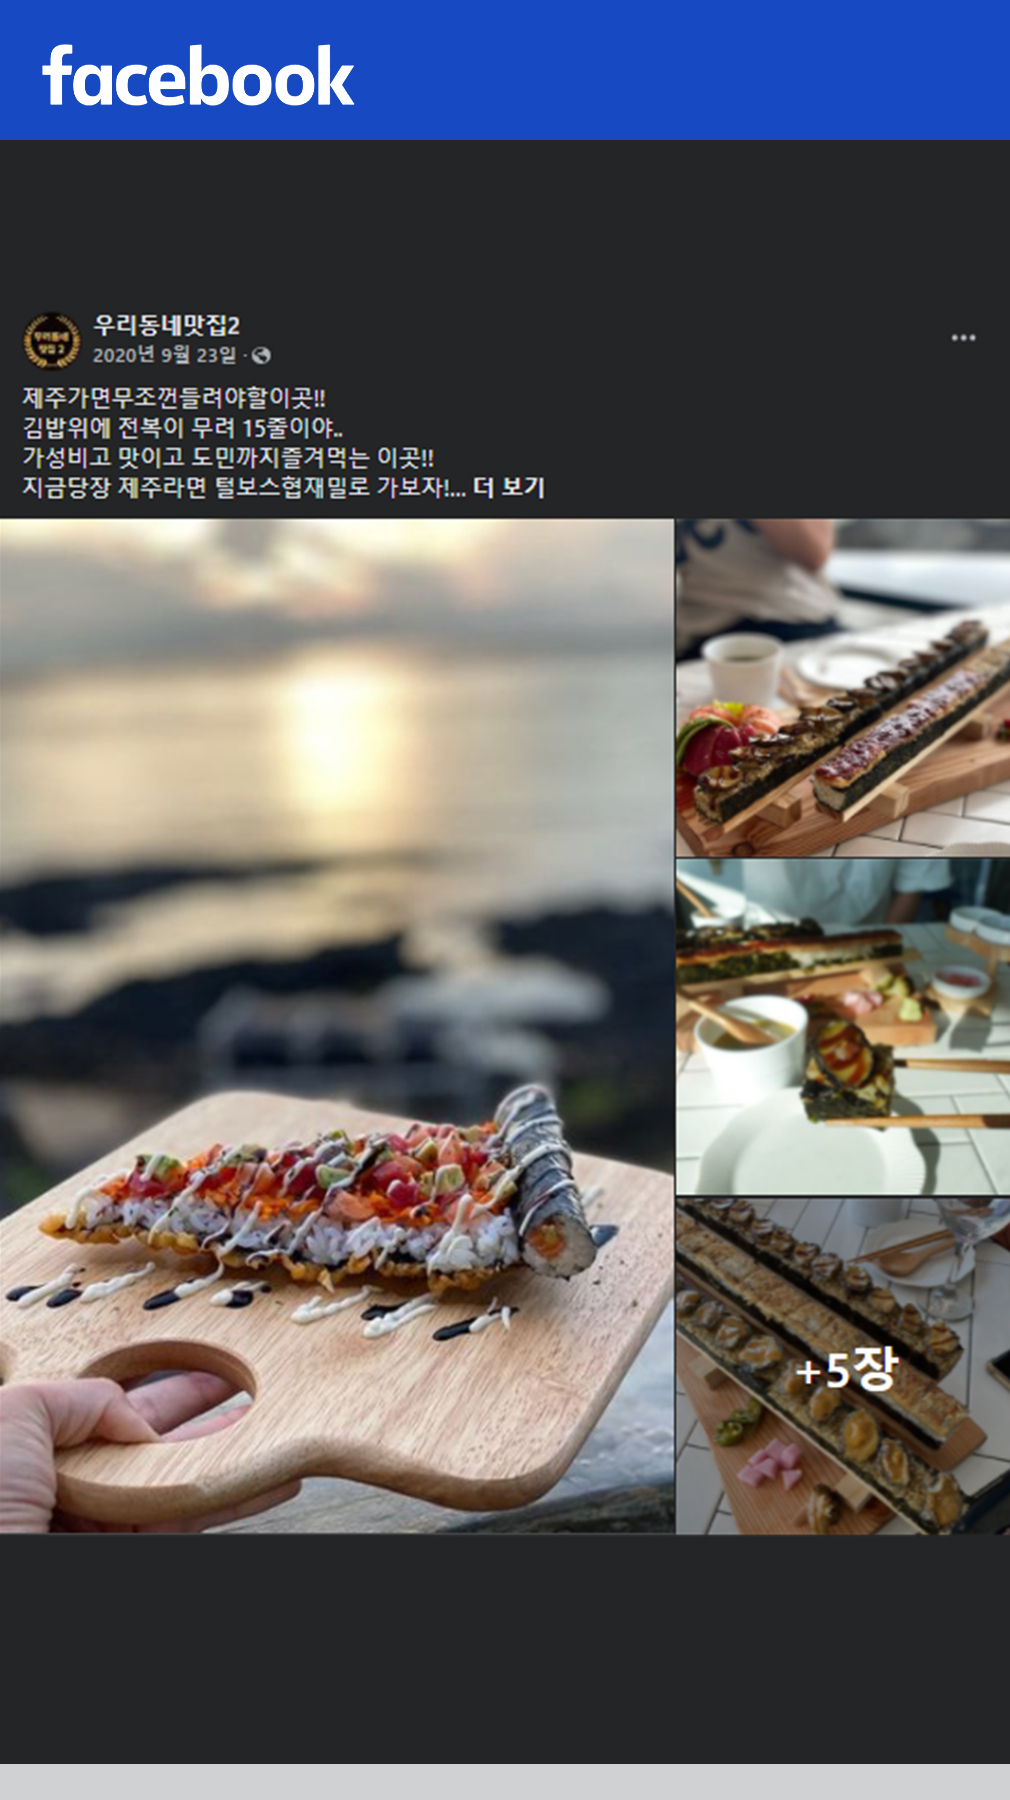 facebook
우리동네맛집2
2020년 9월 23일 ·
제주가면무조껀들려야할이곳!!
김밥위에 전복이 무려 15줄이야..
가성비고 맛이고 도민까지즐겨먹는 이곳!!
지금당장 제주라면 털보스협재밀로 가보자!... 더 보기
+5장